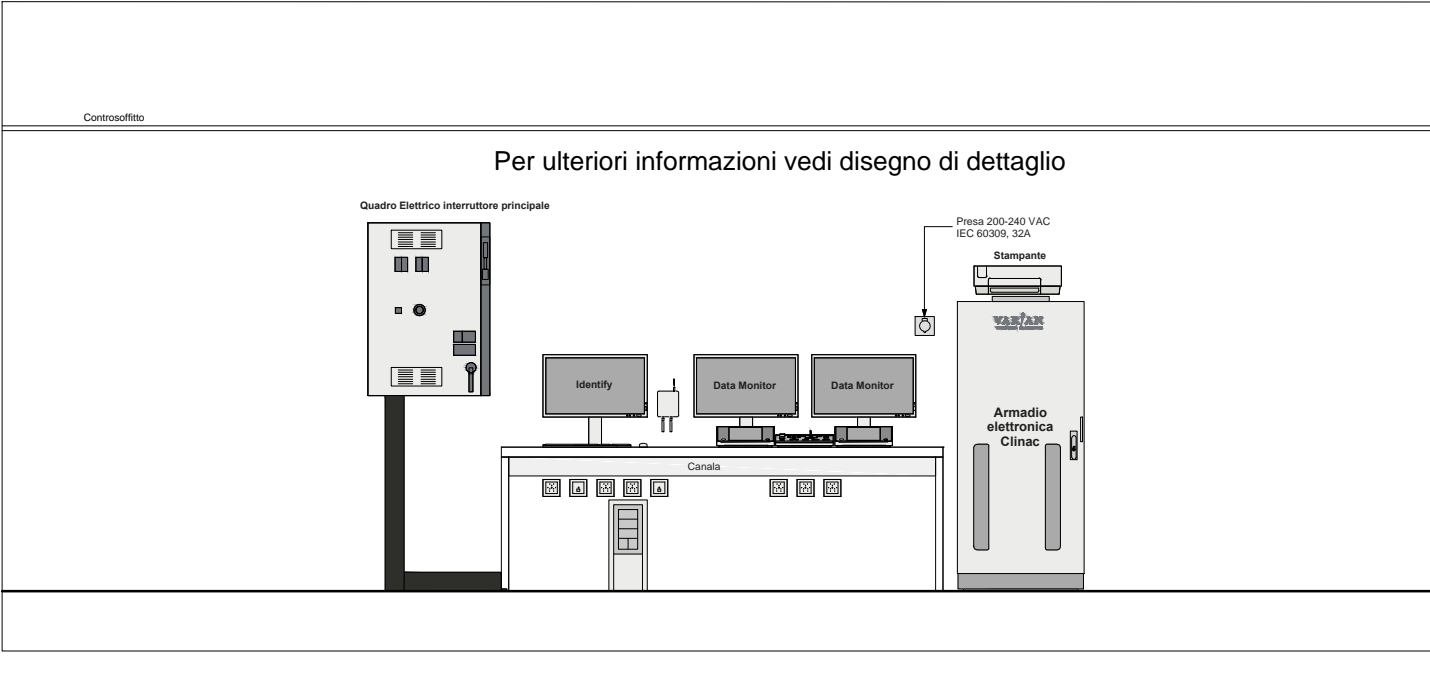 Controsoffitto
Per ulteriori informazioni vedi disegno di dettaglio
Quadro Elettrico interruttore principale
Presa 200-240 VAC
IEC 60309, 32A
Stampante
VARIAN
Identify
Data Monitor
Data Monitor
Armadio
elettronica
Clinac
Canala